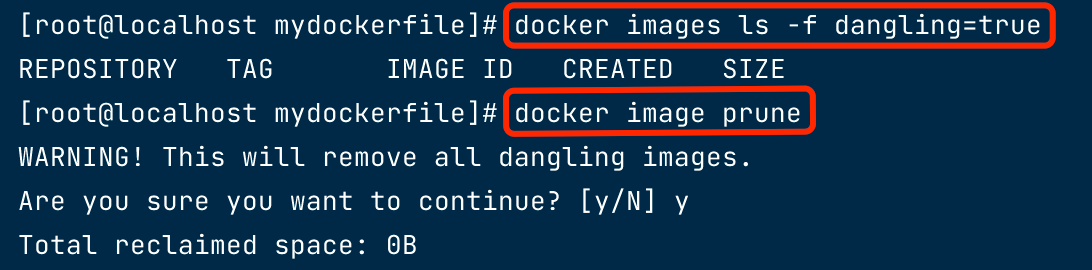 [root@localhost mydockerfile]# docker images ls -f dangling=true
REPOSITORY   TAG       IMAGE ID   CREATED   SIZE
[root@localhost mydockerfile]# docker image prune
WARNING! This will remove all dangling images.
Are you sure you want to continue? [y/N] y
Total reclaimed space: 0B